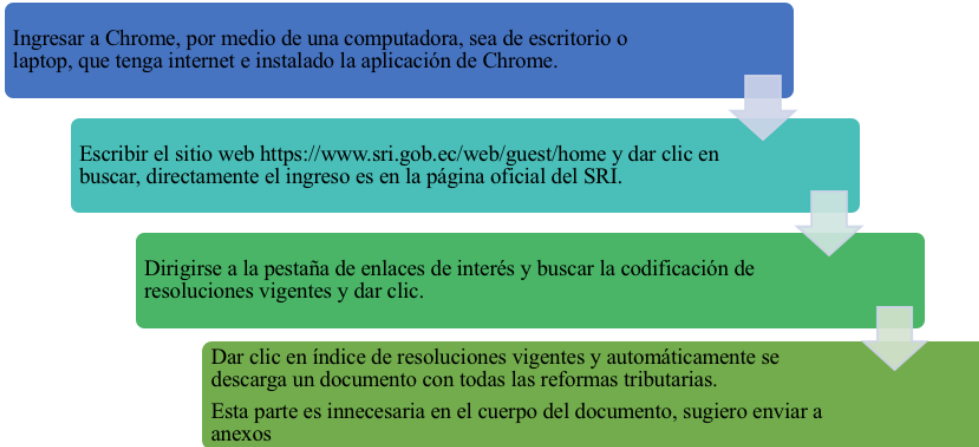 Ingresar a Chrome, por medio de una computadora, sea de escritorio o
laptop, que tenga internet e instalado la aplicación de Chrome.
Escribir el sitio web https://www.sri.gob.ec/web/guest/home y dar clic en
buscar, directamente el ingreso es en la página oficial del SRI.
Dirigirse a la pestaña de enlaces de interés y buscar la codificación de
resoluciones vigentes y dar clic.
Dar clic en índice de resoluciones vigentes y automáticamente se
descarga un documento con todas las reformas tributarias.
Esta parte es innecesaria en el cuerpo del documento, sugiero enviar a
anexos